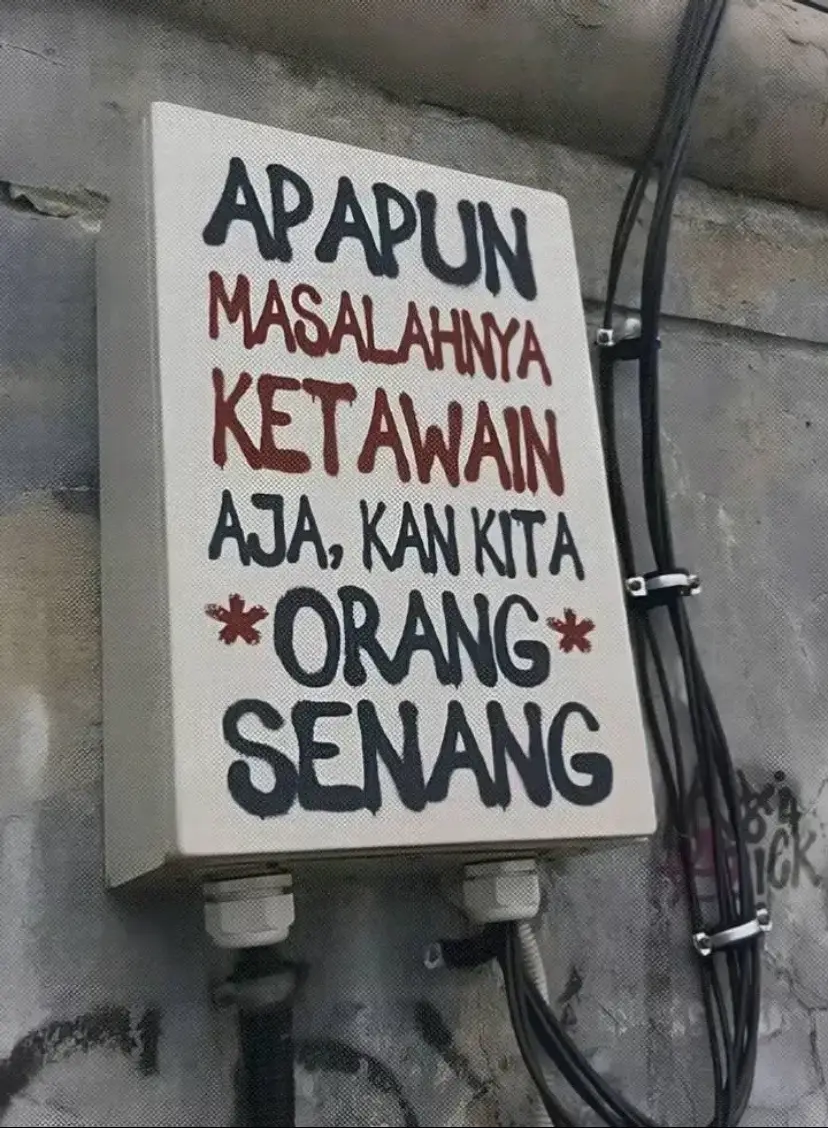 APAPUN
MASALAHNYA
KETAWAIN
AJA, KAN KITA
*ORANG*
SENANG